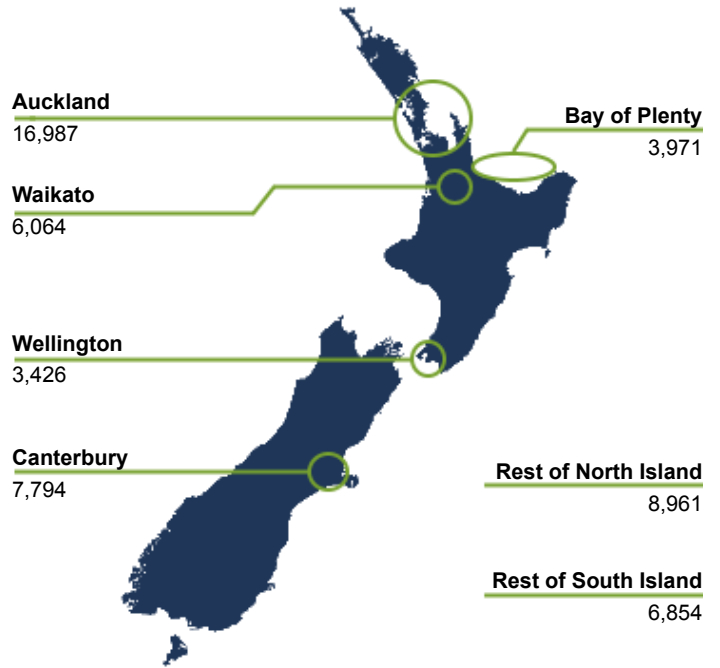 Auckland
16,987
Bay of Plenty
3,971
Waikato
6,064
Wellington
3,426
Canterbury
7,794
Rest of North Island
8,961
Rest of South Island
6,854